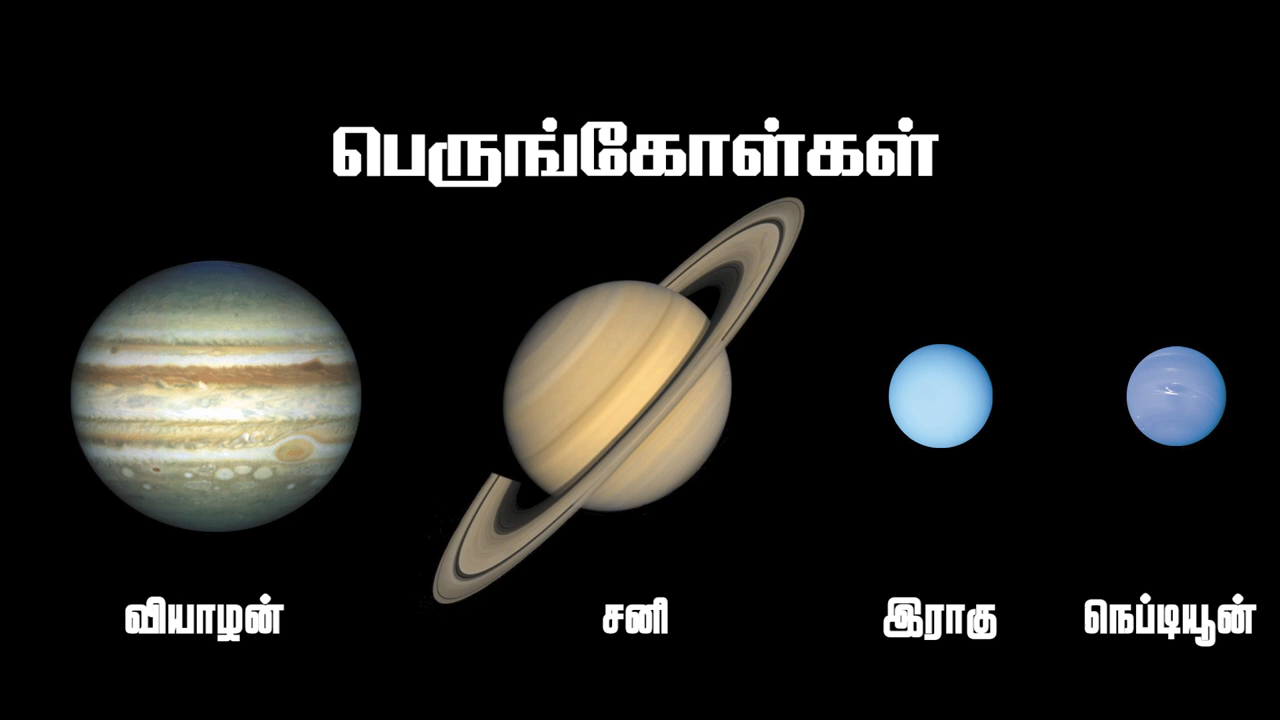 பெருங்கோள்கள்
வியாழன்
சனி
இராகு
நெப்டியூன்